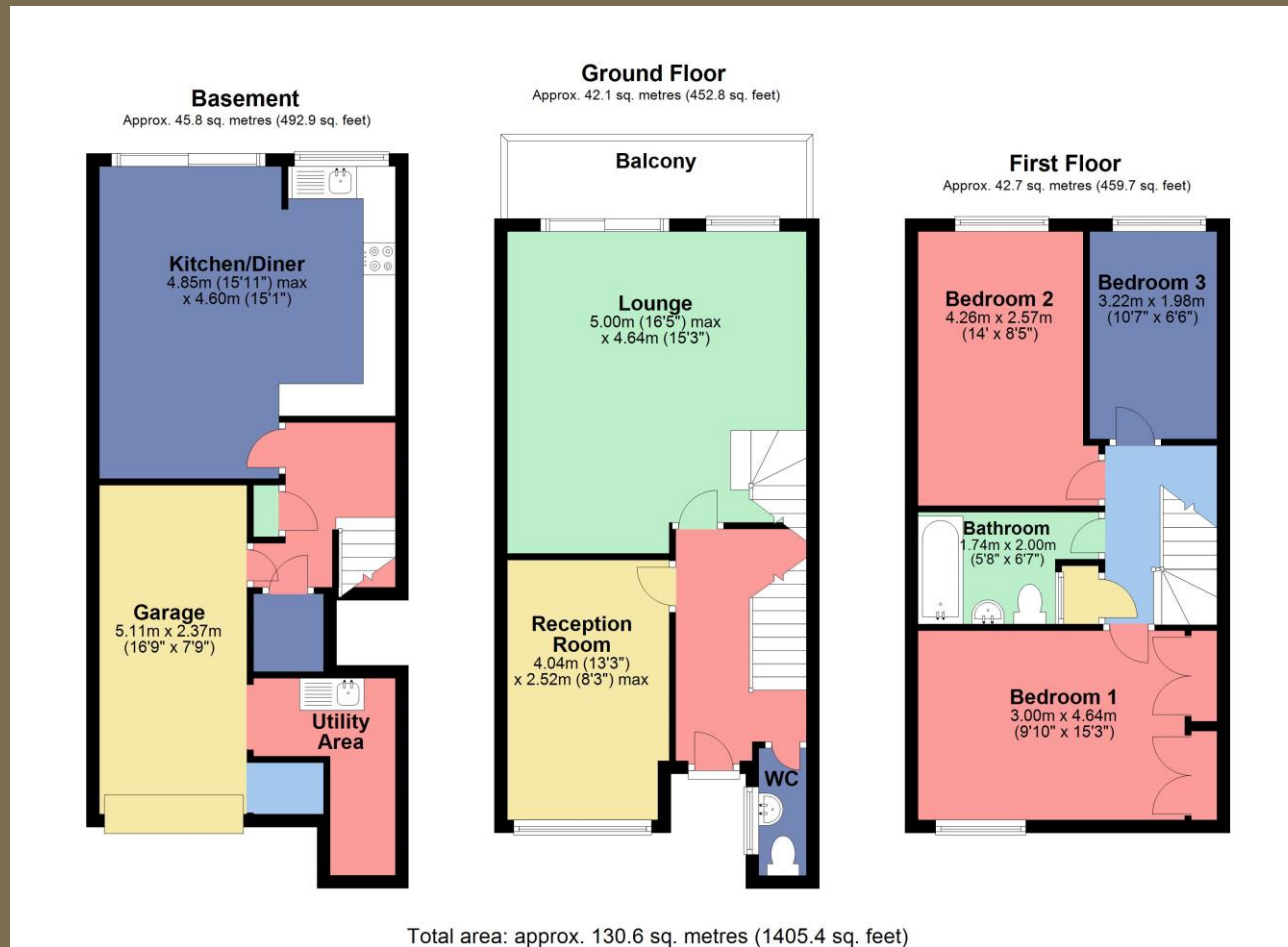 Basement
Approx. 45.8 sq. metres (492.9 sq. feet)
Kitchen/Diner
4.85m (15'11") max
x 4.60m (15'1")
Garage
5.11m x 2.37m
(16'9" x 7'9")
Utility
Area
Ground Floor
Approx. 42.1 sq. metres (452.8 sq. feet)
Balcony
Lounge
5.00m (16'5") max
x 4.64m (15'3")
Reception
Room
4.04m (13'3")
x 2.52m (8'3") max
WC
First Floor
Approx. 42.7 sq. metres (459.7 sq. feet)
Bedroom 2
4.26m x 2.57m
(14' x 8'5")
Bedroom 3
3.22m x 1.98m
(10'7" x 6'6")
Bathroom
1.74m x 2.00m
(5'8" x 6'7")
Bedroom 1
3.00m x 4.64m
(9'10" x 15'3")
Total area: approx. 130.6 sq. metres (1405.4 sq. feet)